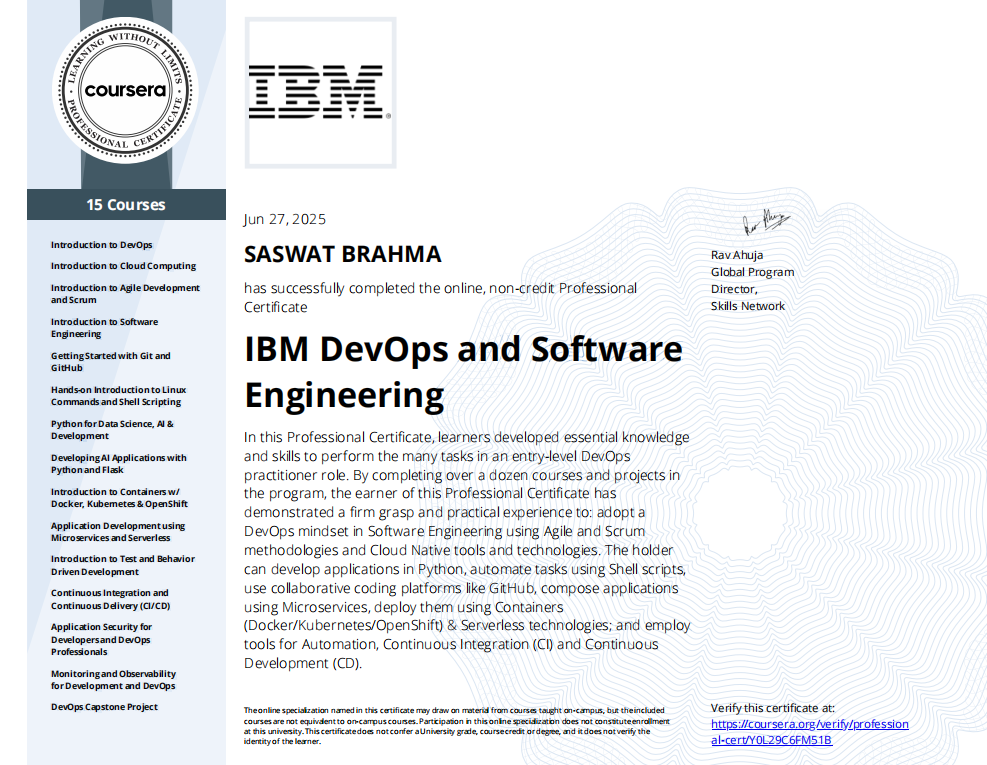 LEARNING WITHOUT LIMITS
coursera
PROFESSIONAL CERTIFICATE
15 Courses
Introduction to DevOps
Introduction to Cloud Computing
Introduction to Agile Development
and Scrum
Introduction to Software
Engineering
Getting Started with Git and
GitHub
Hands-on Introduction to Linux
Commands and Shell Scripting
Python for Data Science, AI &
Development
Developing AI Applications with
Python and Flask
Introduction to Containers w/
Docker, Kubernetes & OpenShift
Application Development using
Microservices and Serverless
Introduction to Test and Behavior
Driven Development
Continuous Integration and
Continuous Delivery (CI/CD)
Application Security for
Developers and DevOps
Professionals
Monitoring and Observability
for Development and DevOps
DevOps Capstone Project
IBM®
Jun 27, 2025
SASWAT BRAHMA
has successfully completed the online, non-credit Professional
Certificate
IBM DevOps and Software
Engineering
In this Professional Certificate, learners developed essential knowledge
and skills to perform the many tasks in an entry-level DevOps
practitioner role. By completing over a dozen courses and projects in
the program, the earner of this Professional Certificate has
demonstrated a firm grasp and practical experience to: adopt a
DevOps mindset in Software Engineering using Agile and Scrum
methodologies and Cloud Native tools and technologies. The holder
can develop applications in Python, automate tasks using Shell scripts,
use collaborative coding platforms like GitHub, compose applications
using Microservices, deploy them using Containers
(Docker/Kubernetes/OpenShift) & Serverless technologies; and employ
tools for Automation, Continuous Integration (CI) and Continuous
Development (CD).
The online specialization named in this certificate may draw on material from courses taught on-campus, but the included
courses are not equivalent to on-campus courses. Participation in this online specialization does not constitute enrollment
at this university. This certificate does not confer a University grade, course credit or degree, and it does not verify the
identity of the learner.
Rav Ahuja
Rav Ahuja
Global Program
Director,
Skills Network
Verify this certificate at:
https://coursera.org/verify/profession
al-cert/Y0L29C6FM51B